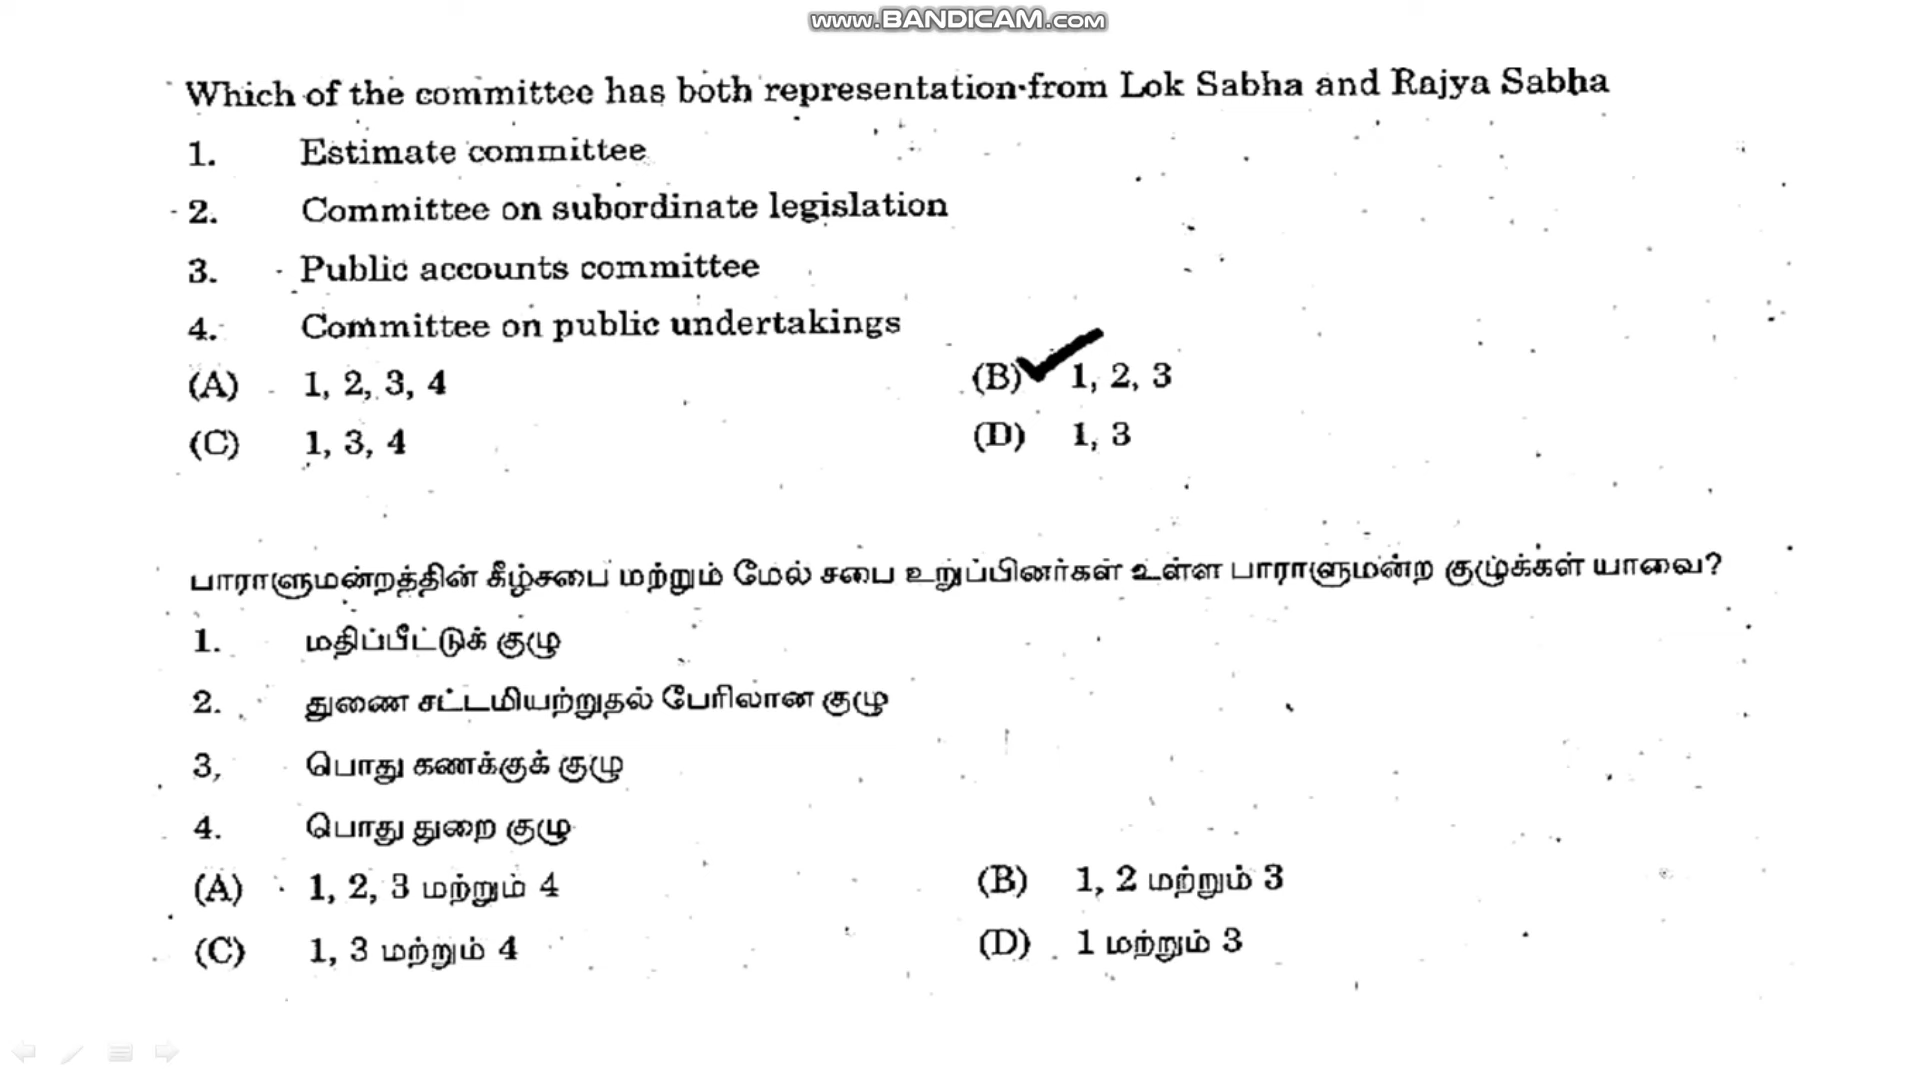 www.BANDICAM.com
Which of the committee has both representation from Lok Sabha and Rajya Sabha
1. Estimate committee
2. Committee on subordinate legislation
3. Public accounts committee
4. Committee on public undertakings
(A) 1, 2, 3, 4 (B) 1, 2, 3
(C) 1, 3, 4 (D) 1, 3
பாராளுமன்றத்தின் கீழ்சபை மற்றும் மேல் சபை உறுப்பினர்கள் உள்ள பாராளுமன்ற குழுக்கள் யாவை?
1. மதிப்பீட்டுக் குழு
2. துணை சட்டமியற்றுதல் பேரிலான குழு
3, பொது கணக்குக் குழு
4. பொது துறை குழு
(A) 1, 2, 3 மற்றும் 4 (B) 1, 2 மற்றும் 3
(C) 1, 3 மற்றும் 4 (D) 1 மற்றும் 3